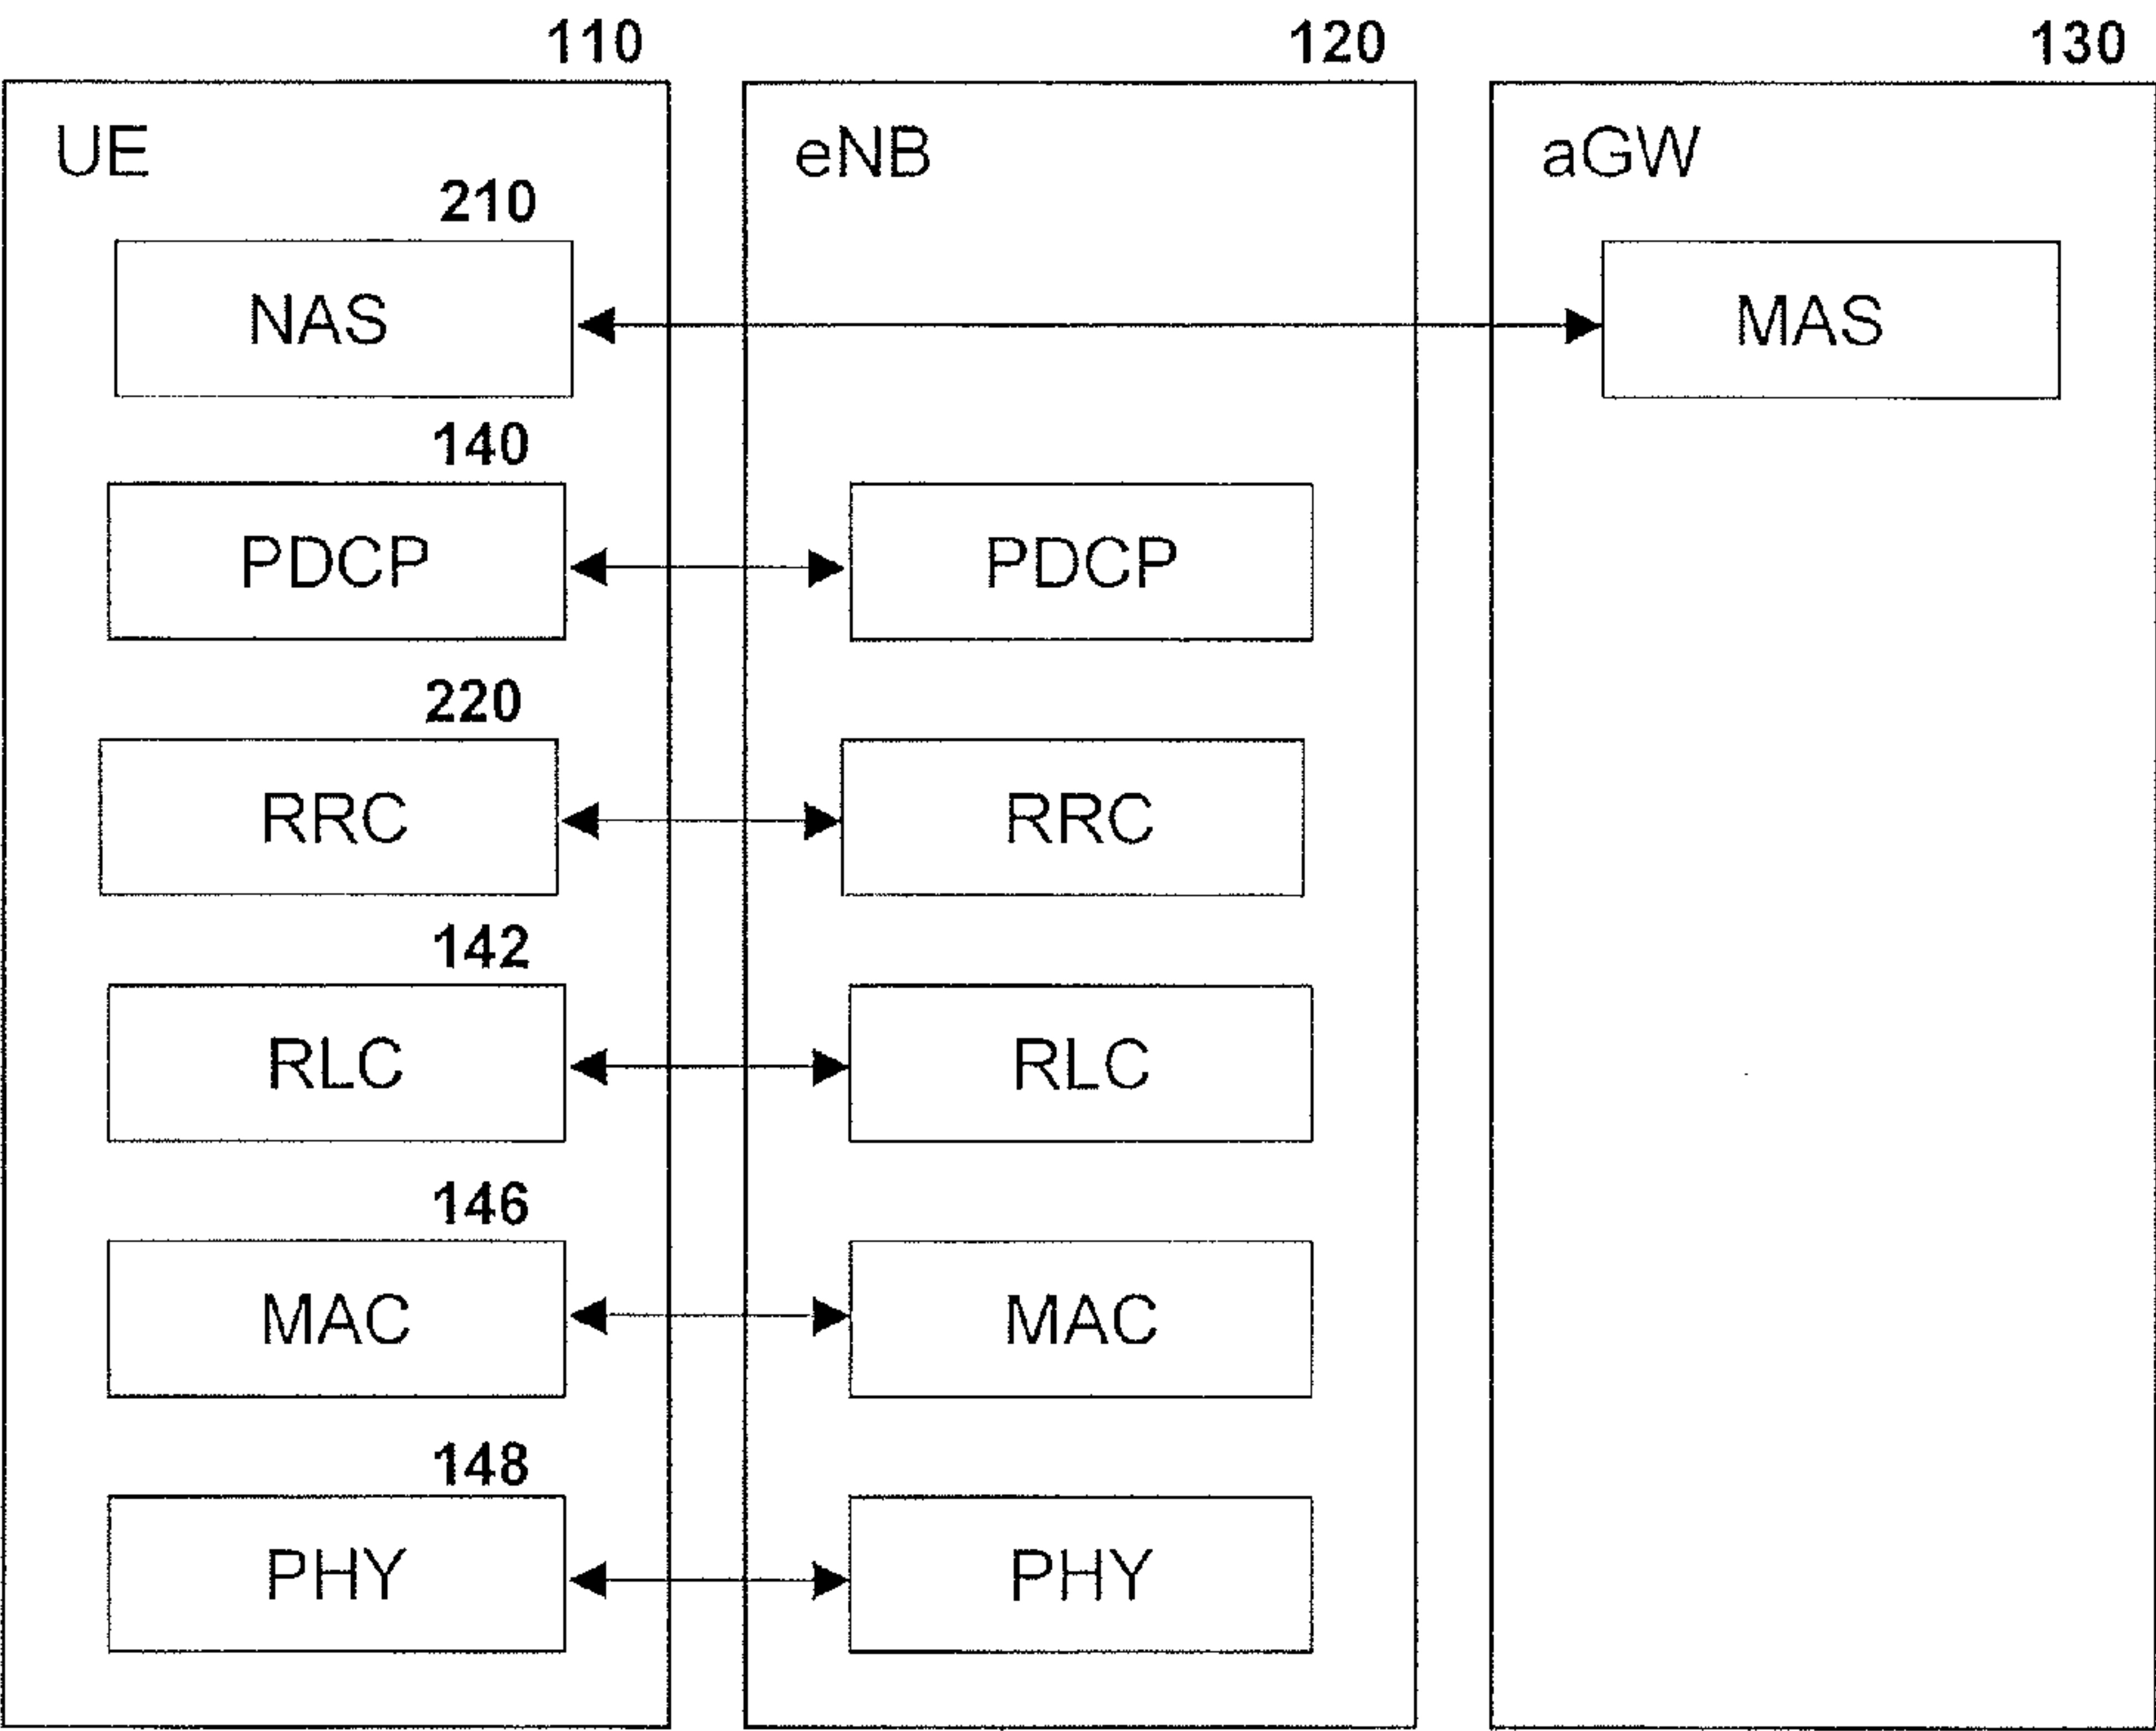 110 120 130
UE eNB aGW
210
NAS MAS
140
PDCP PDCP
220
RRC RRC
142
RLC RLC
146
MAC MAC
148
PHY PHY